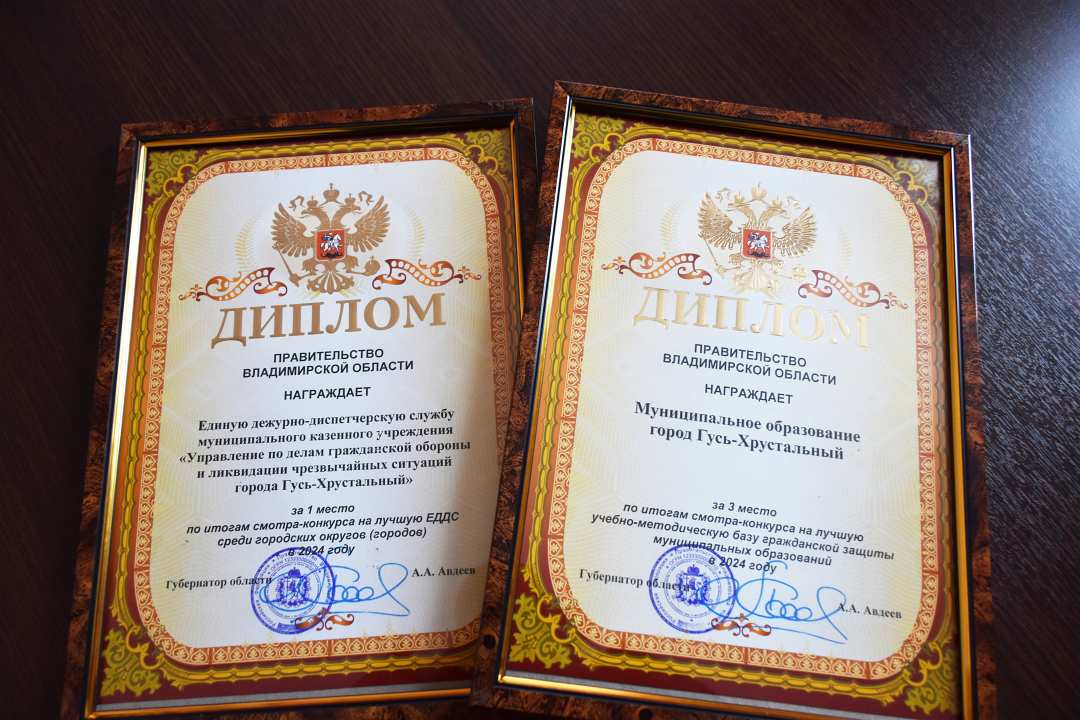 ДИПЛОМ
ПРАВИТЕЛЬСТВО
ВЛАДИМИРСКОЙ ОБЛАСТИ
НАГРАЖДАЕТ
Единую дежурно-диспетчерскую службу
муниципального казенного учреждения
«Управление по делам гражданской обороны
и ликвидации чрезвычайных ситуаций
города Гусь-Хрустальный»
за 1 место
по итогам смотра-конкурса на лучшую ЕДДС
среди городских округов (городов)
в 2024 году
Губернатор области
А.А. Авдеев
ДИПЛОМ
ПРАВИТЕЛЬСТВО
ВЛАДИМИРСКОЙ ОБЛАСТИ
НАГРАЖДАЕТ
Муниципальное образование
город Гусь-Хрустальный
за 3 место
по итогам смотра-конкурса на лучшую
учебно-методическую базу гражданской защиты
муниципальных образований
в 2024 году
Губернатор области
А.А. Авдеев